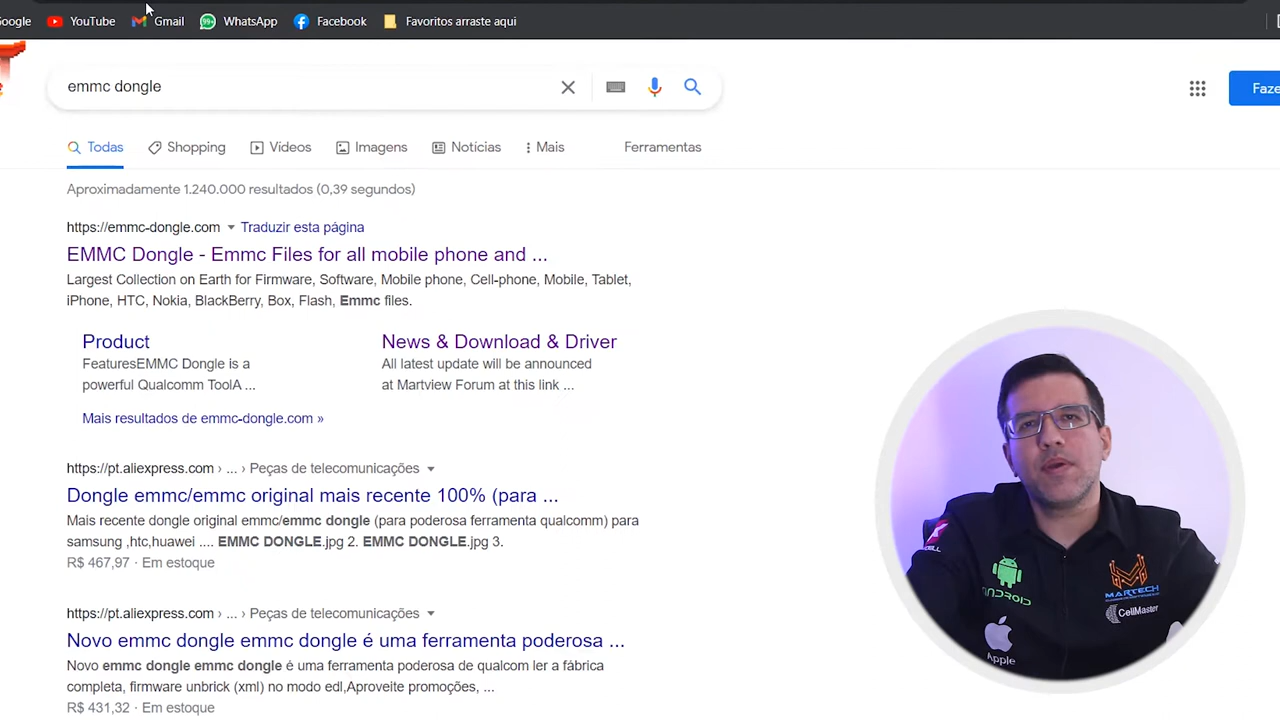 oogle YouTube Gmail 99+ WhatsApp Facebook Favoritos arraste aqui
emmc dongle
Faze
Todas Shopping Vídeos Imagens Notícias Mais Ferramentas
Aproximadamente 1.240.000 resultados (0,39 segundos)
https://emmc-dongle.com Traduzir esta página
EMMC Dongle - Emmc Files for all mobile phone and ...
Largest Collection on Earth for Firmware, Software, Mobile phone, Cell-phone, Mobile, Tablet,
iPhone, HTC, Nokia, BlackBerry, Box, Flash, Emmc files.
Product
FeaturesEMMC Dongle is a
powerful Qualcomm ToolA ...
News & Download & Driver
All latest update will be announced
at Martview Forum at this link ...
Mais resultados de emmc-dongle.com »
https://pt.aliexpress.com › ... › Peças de telecomunicações
Dongle emmc/emmc original mais recente 100% (para ...
Mais recente dongle original emmc/emmc dongle (para poderosa ferramenta qualcomm) para
samsung ,htc,huawei .... EMMC DONGLE.jpg 2. EMMC DONGLE.jpg 3.
R$ 467,97 · Em estoque
https://pt.aliexpress.com › ... › Peças de telecomunicações
Novo emmc dongle emmc dongle é uma ferramenta poderosa ...
Novo emmc dongle emmc dongle é uma ferramenta poderosa de qualcom ler a fábrica
completa, firmware unbrick (xml) no modo edl,Aproveite promoções, ...
R$ 431,32 · Em estoque
MARTECH
CellMaster
Apple